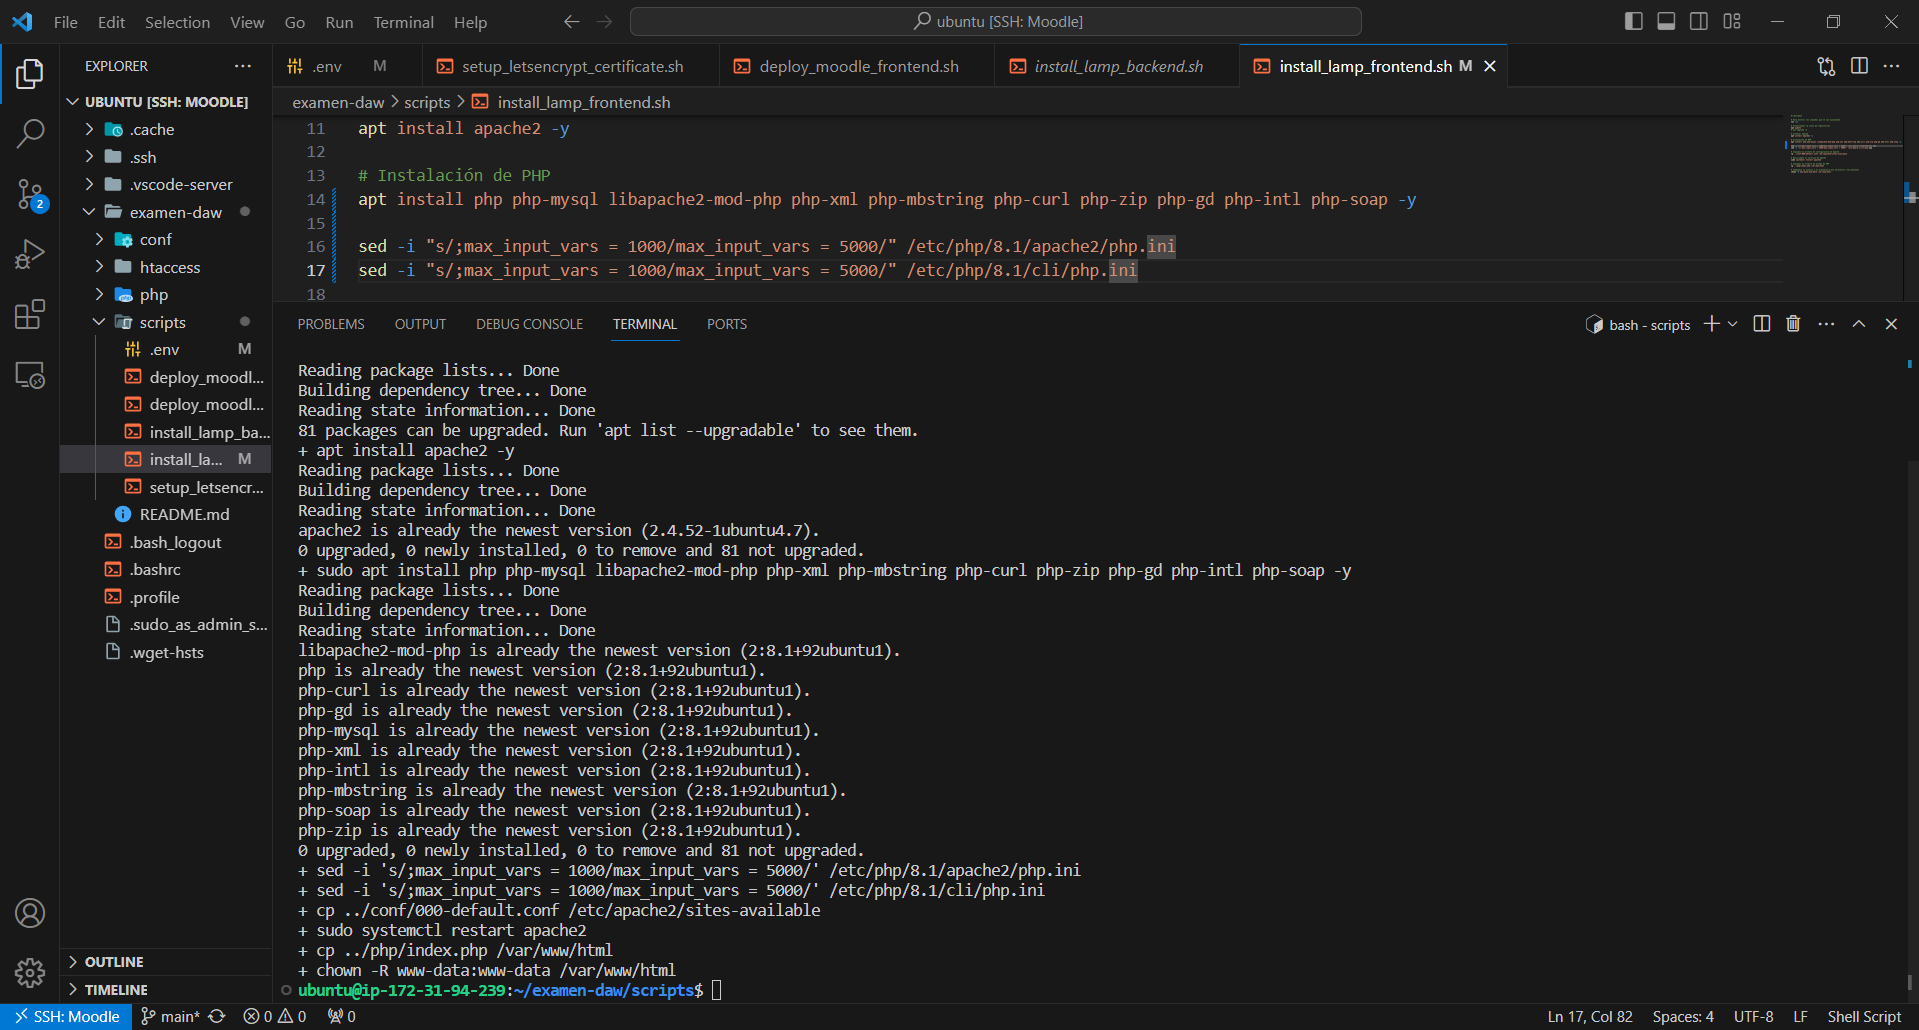 File Edit Selection View Go Run Terminal Help
ubuntu [SSH: Moodle]
EXPLORER
UBUNTU [SSH: MOODLE]
.cache
.ssh
.vscode-server
examen-daw
conf
htaccess
php
scripts
.env M
deploy_moodl...
deploy_moodl...
install_lamp_ba...
install_la... M
setup_letsencr...
README.md
.bash_logout
.bashrc
.profile
.sudo_as_admin_s...
.wget-hsts
OUTLINE
TIMELINE
2
.env M
setup_letsencrypt_certificate.sh
deploy_moodle_frontend.sh
install_lamp_backend.sh
install_lamp_frontend.sh M
examen-daw > scripts > install_lamp_frontend.sh
11 apt install apache2 -y
12
13 # Instalación de PHP
14 apt install php php-mysql libapache2-mod-php php-xml php-mbstring php-curl php-zip php-gd php-intl php-soap -y
15
16 sed -i "s/;max_input_vars = 1000/max_input_vars = 5000/" /etc/php/8.1/apache2/php.ini
17 sed -i "s/;max_input_vars = 1000/max_input_vars = 5000/" /etc/php/8.1/cli/php.ini
18
PROBLEMS OUTPUT DEBUG CONSOLE TERMINAL PORTS
bash - scripts
Reading package lists... Done
Building dependency tree... Done
Reading state information... Done
81 packages can be upgraded. Run 'apt list --upgradable' to see them.
+ apt install apache2 -y
Reading package lists... Done
Building dependency tree... Done
Reading state information... Done
apache2 is already the newest version (2.4.52-1ubuntu4.7).
0 upgraded, 0 newly installed, 0 to remove and 81 not upgraded.
+ sudo apt install php php-mysql libapache2-mod-php php-xml php-mbstring php-curl php-zip php-gd php-intl php-soap -y
Reading package lists... Done
Building dependency tree... Done
Reading state information... Done
libapache2-mod-php is already the newest version (2:8.1+92ubuntu1).
php is already the newest version (2:8.1+92ubuntu1).
php-curl is already the newest version (2:8.1+92ubuntu1).
php-gd is already the newest version (2:8.1+92ubuntu1).
php-mysql is already the newest version (2:8.1+92ubuntu1).
php-xml is already the newest version (2:8.1+92ubuntu1).
php-intl is already the newest version (2:8.1+92ubuntu1).
php-mbstring is already the newest version (2:8.1+92ubuntu1).
php-soap is already the newest version (2:8.1+92ubuntu1).
php-zip is already the newest version (2:8.1+92ubuntu1).
0 upgraded, 0 newly installed, 0 to remove and 81 not upgraded.
+ sed -i 's/;max_input_vars = 1000/max_input_vars = 5000/' /etc/php/8.1/apache2/php.ini
+ sed -i 's/;max_input_vars = 1000/max_input_vars = 5000/' /etc/php/8.1/cli/php.ini
+ cp ../conf/000-default.conf /etc/apache2/sites-available
+ sudo systemctl restart apache2
+ cp ../php/index.php /var/www/html
+ chown -R www-data:www-data /var/www/html
ubuntu@ip-172-31-94-239:~/examen-daw/scripts$
SSH: Moodle main* 0 0 0
Ln 17, Col 82 Spaces: 4 UTF-8 LF Shell Script